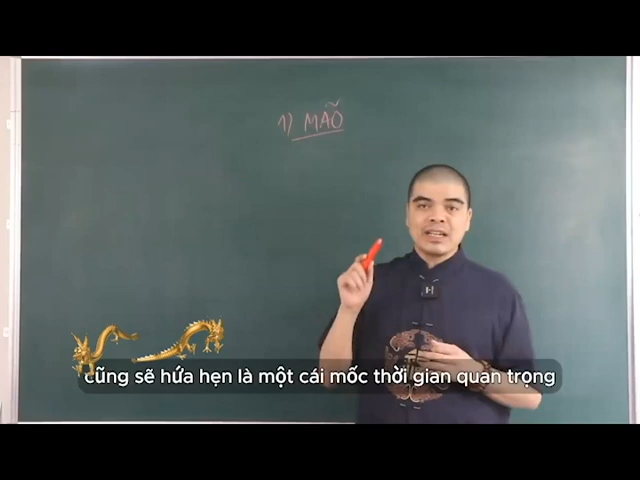 1) MÃO
cũng sẽ hứa hẹn là một cái mốc thời gian quan trọng